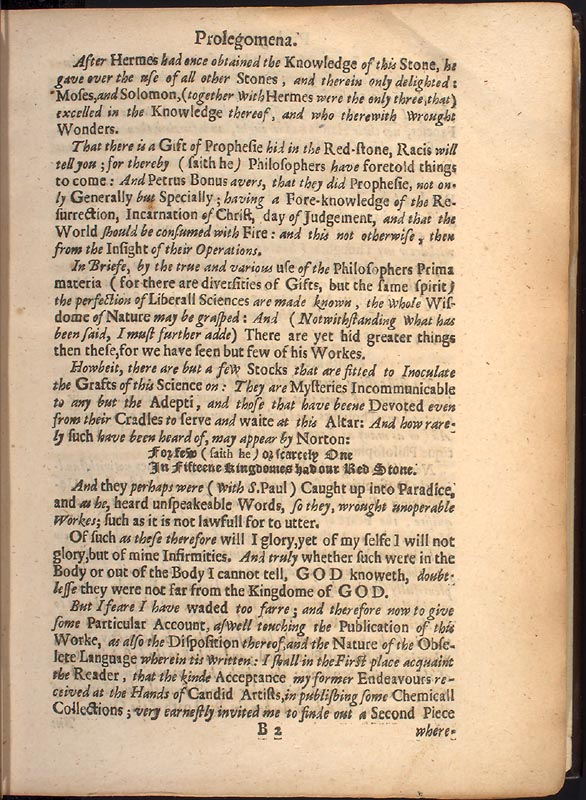 Prolegomena.
After Hermes had once obtained the Knowledge of this Stone, he
gave over the use of all other Stones, and therein only delighted:
Moses, and Solomon, (together with Hermes were the only three, that)
excelled in the Knowledge thereof, and who therewith wrought
Wonders.
That there is a Gift of Prophesie hid in the Red-stone, Racis will
tell you; for thereby (saith he) Philosophers have foretold things
to come: And Petrus Bonus avers, that they did Prophesie, not on-
ly Generally but Specially; having a Fore-knowledge of the Re-
surrection, Incarnation of Christ, day of Judgement, and that the
World should be consumed with Fire: and this not otherwise, then
from the Insight of their Operations.
In Briefe, by the true and various use of the Philosophers Prima
materia (for there are diversities of Gifts, but the same spirit)
the perfection of Liberall Sciences are made known, the whole Wis-
dome of Nature may be grasped: And (Notwithstanding what has
been said, I must further adde) There are yet hid greater things
then these, for we have seen but few of his Workes.
Howbeit, there are but a few Stocks that are fitted to Inoculate
the Grafts of this Science on: They are Mysteries Incommunicable
to any but the Adepti, and those that have beene Devoted even
from their Cradles to serve and waite at this Altar: And how rare-
ly such have been heard of, may appear by Norton:
For few (saith he) or scarcely One
In Fifteene Kingdomes had our Red Stone.
And they perhaps were (with S. Paul) Caught up into Paradice,
and as he, heard unspeakeable Words, so they, wrought unoperable
Workes; such as it is not lawfull for to utter.
Of such as these therefore will I glory, yet of my selfe I will not
glory, but of mine Infirmities. And truly whether such were in the
Body or out of the Body I cannot tell, GOD knoweth, doubt-
lesse they were not far from the Kingdome of GOD.
But I feare I have waded too farre; and therefore now to give
some Particular Account, aswell touching the Publication of this
Worke, as also the Disposition thereof, and the Nature of the Obse-
lete Language wherein tis Written: I shall in the First place acquaint
the Reader, that the kinde Acceptance my former Endeavours re-
ceived at the Hands of Candid Artists, in publishing some Chemicall
Collections; very earnestly invited me to finde out a Second Piece
B 2 where-